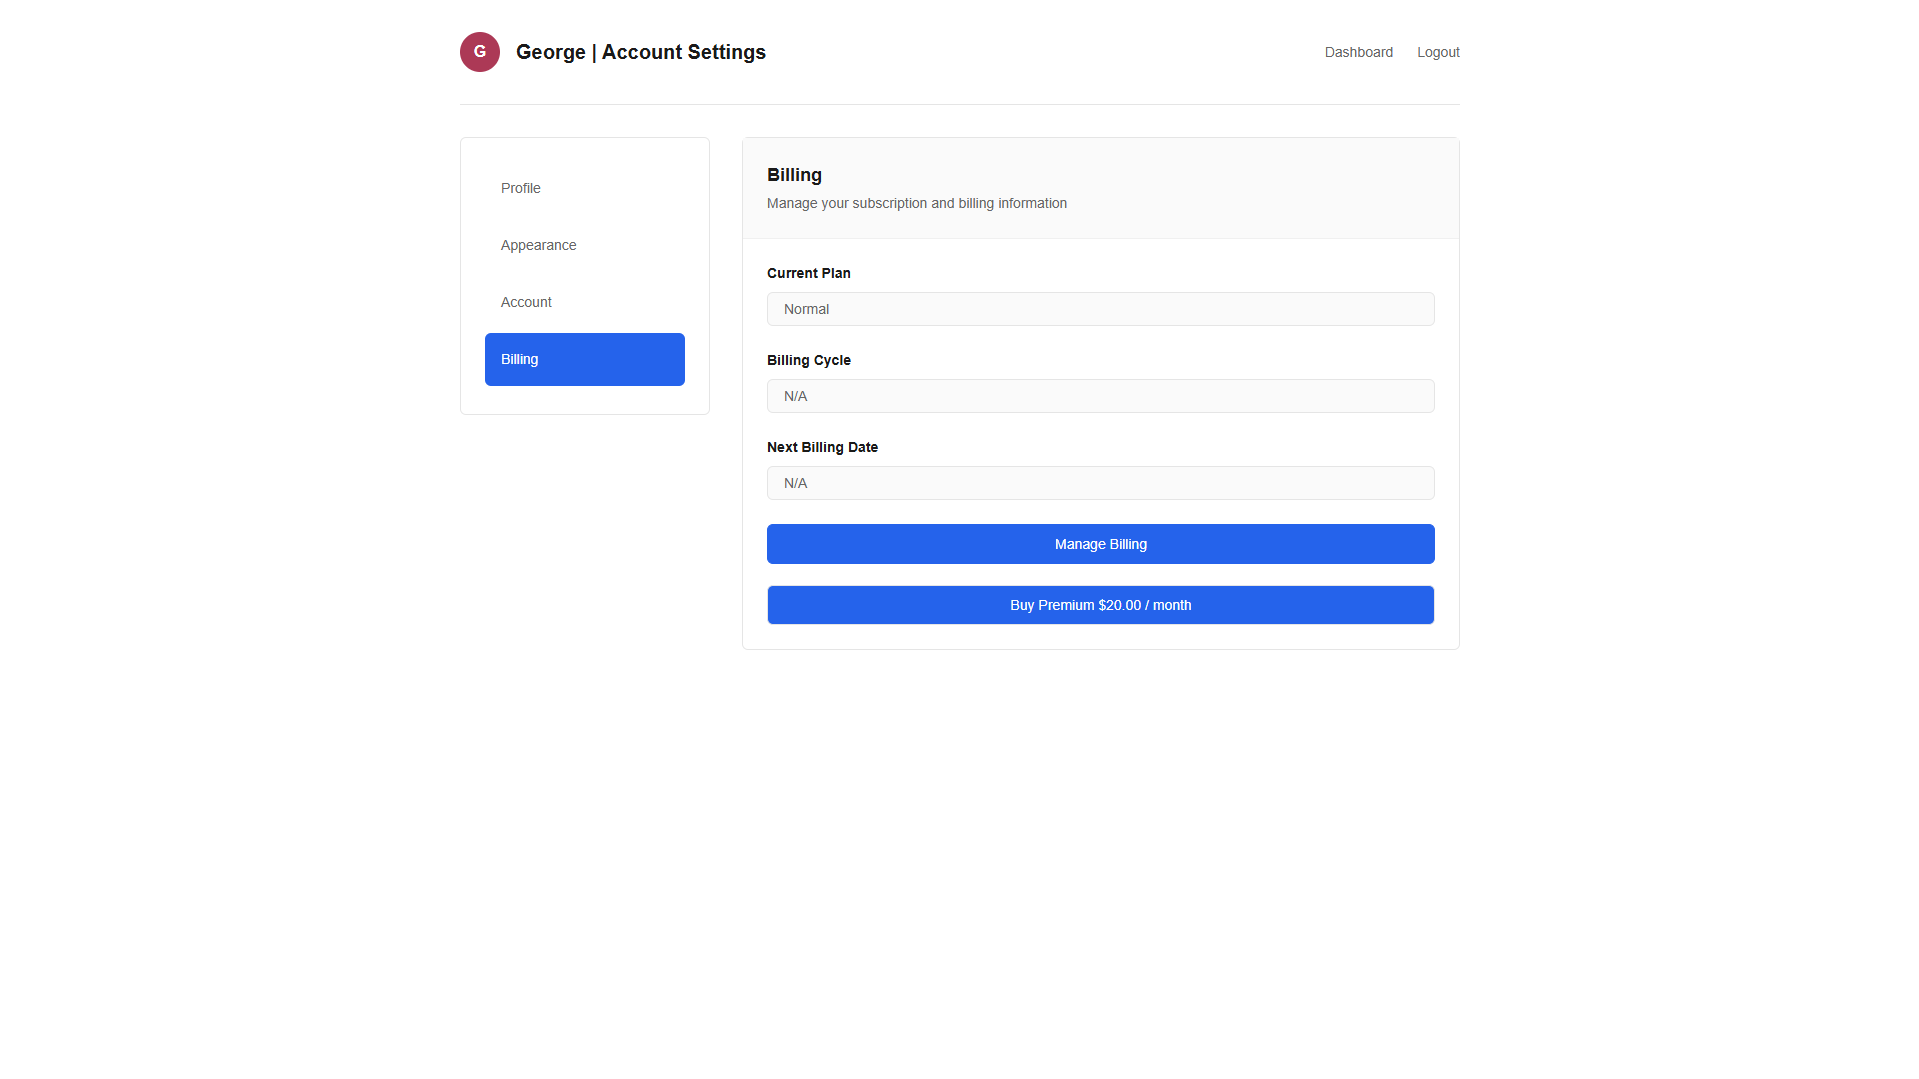 G
George | Account Settings
Dashboard
Logout
Profile
Appearance
Account
Billing
Billing
Manage your subscription and billing information
Current Plan
Normal
Billing Cycle
N/A
Next Billing Date
N/A
Manage Billing
Buy Premium $20.00 / month